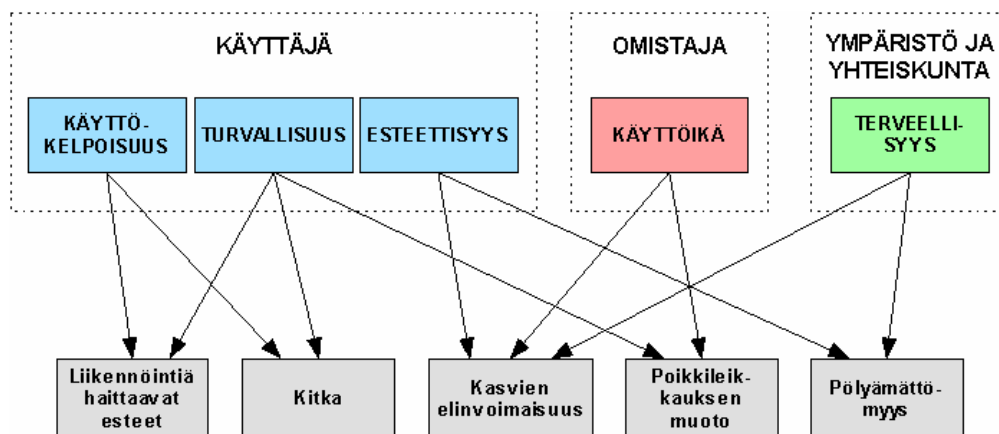 KÄYTTÄJÄ
OMISTAJA
YMPÄRISTÖ JA
YHTEISKUNTA
KÄYTTÖ-
KELPOISUUS
TURVALLISUUS
ESTEETTISYYS
KÄYTTÖIKÄ
TERVEELLI-
SYYS
Liikennöintiä
haittaavat
esteet
Kitka
Kasvien
elinvoimaisuus
Poikkileik-
kauksen
muoto
Pölyämättö-
myys